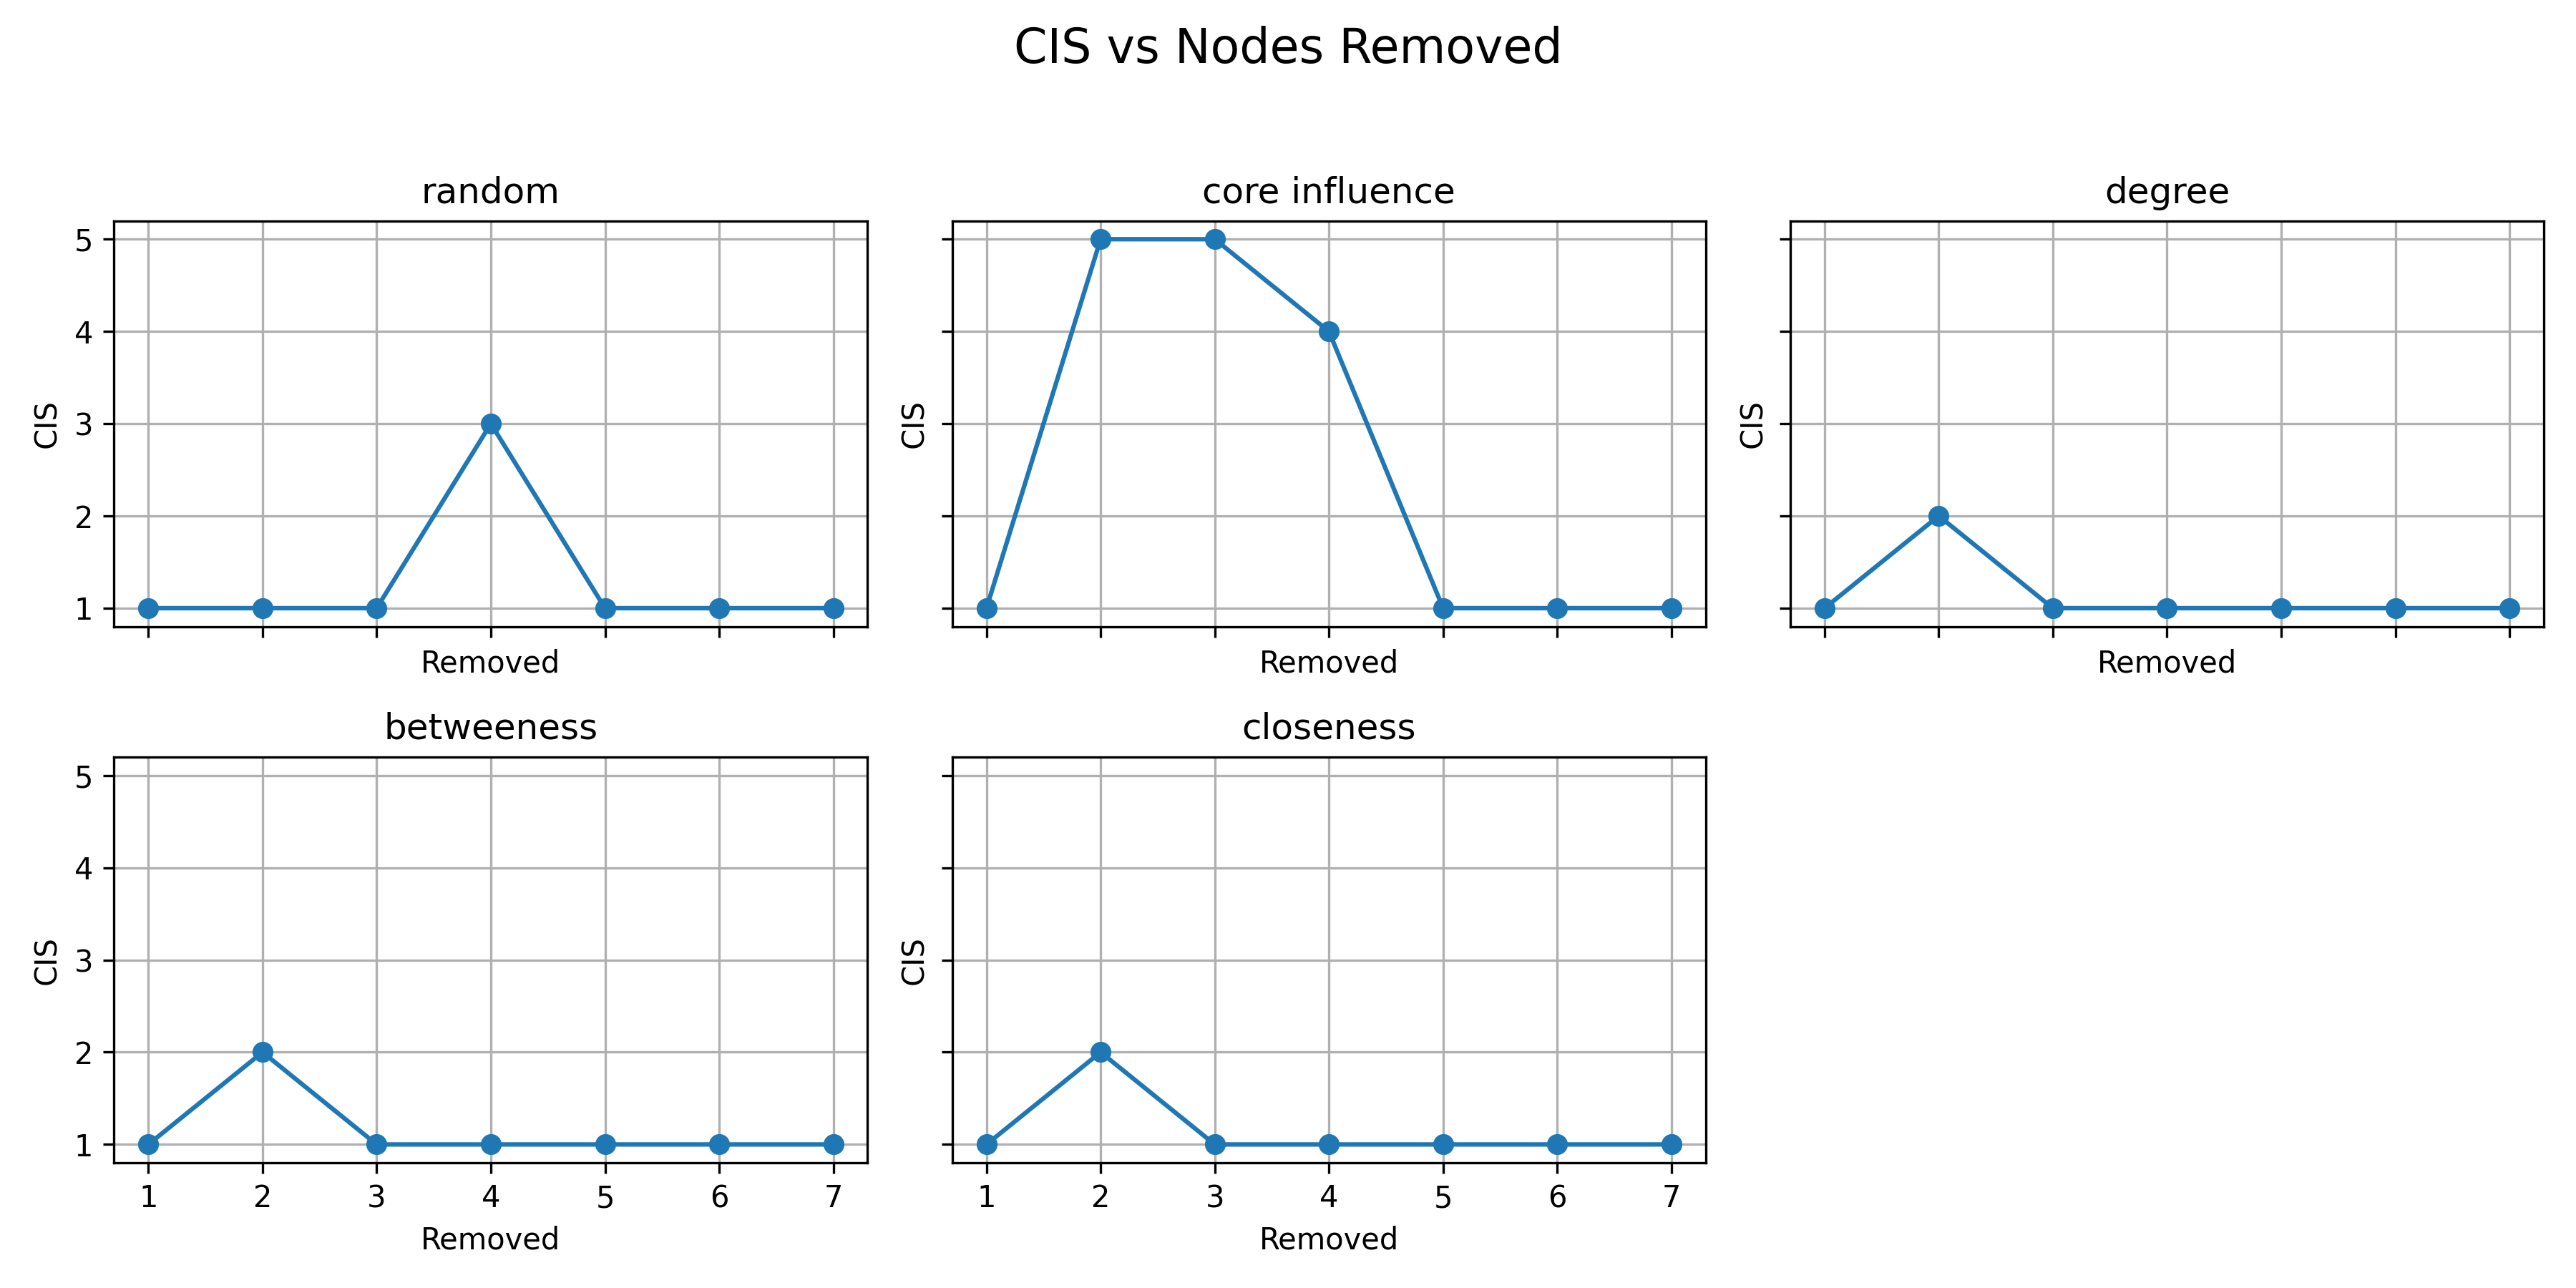 CIS vs Nodes Removed
random
core influence
degree
5
4
3
2
1
CIS
CIS
CIS
Removed
Removed
Removed
betweeness
closeness
5
4
3
2
1
CIS
CIS
1 2 3 4 5 6 7
1 2 3 4 5 6 7
Removed
Removed